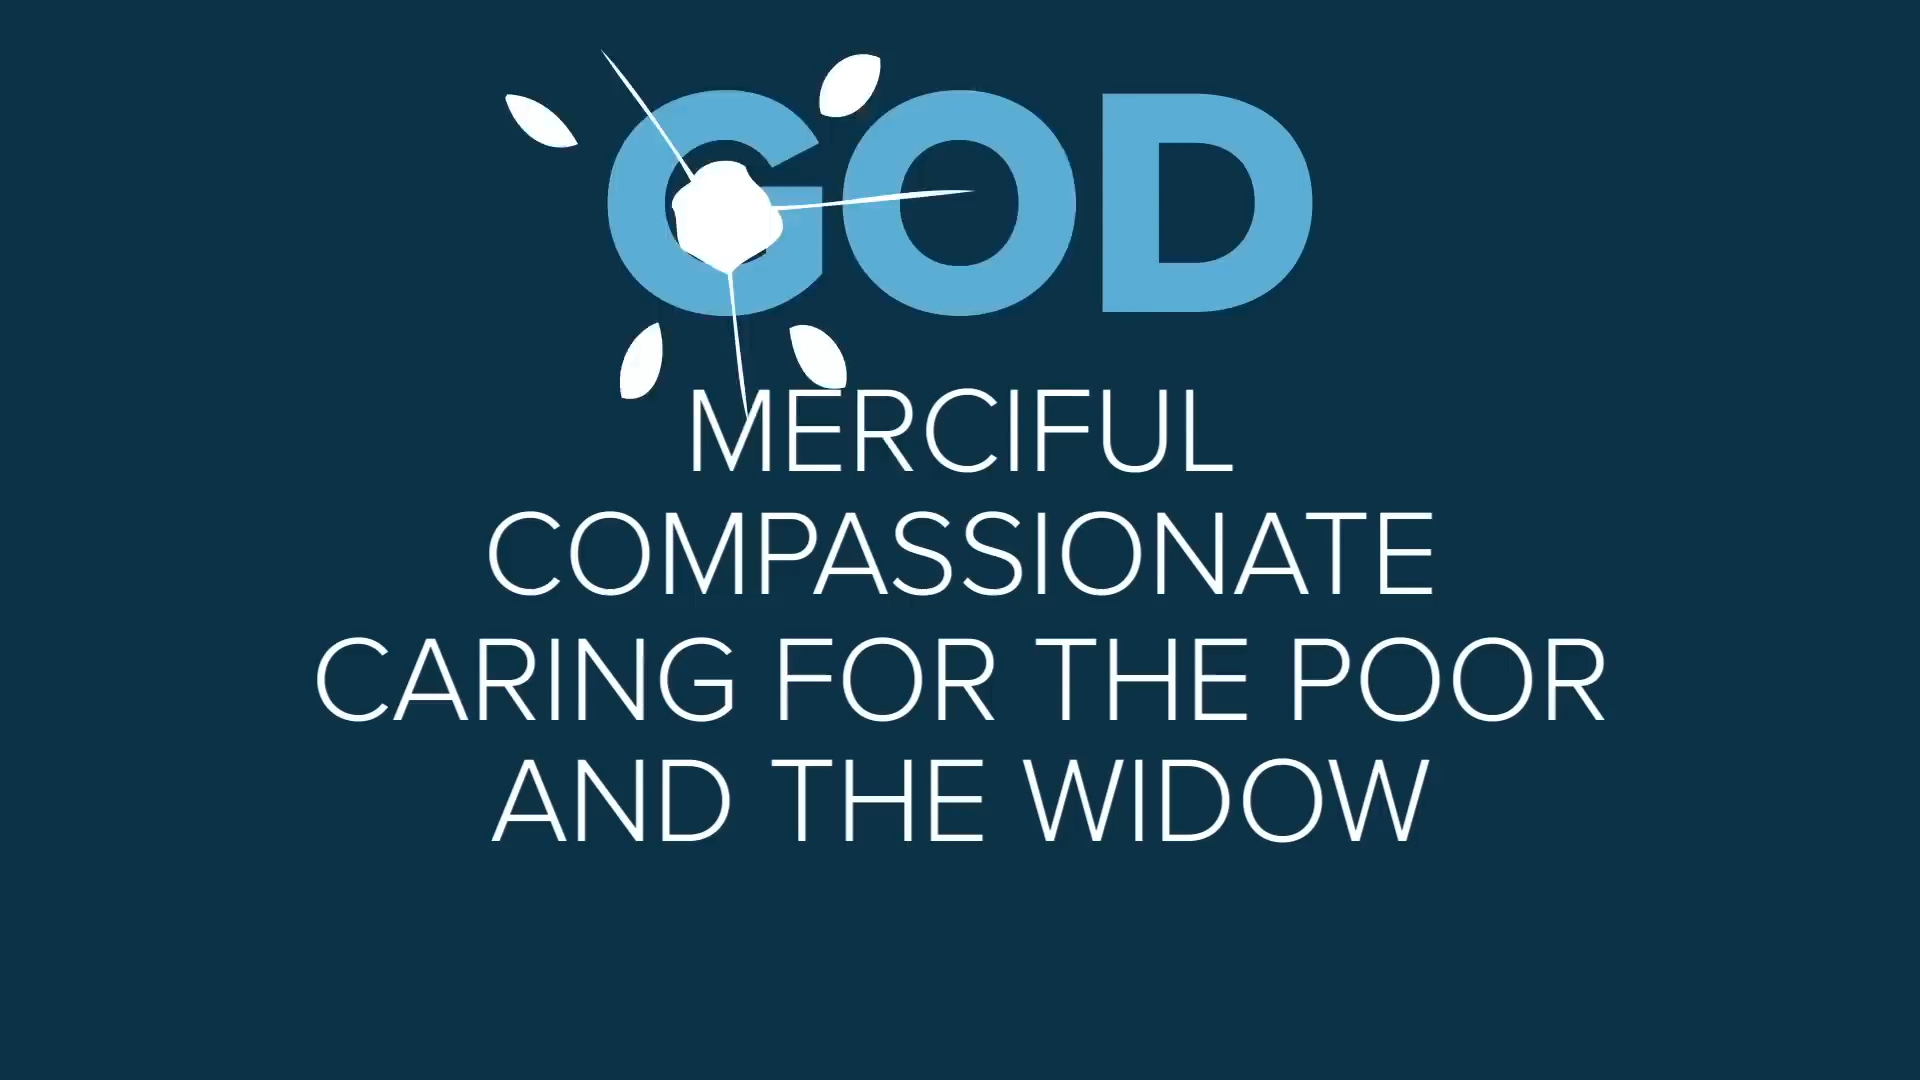 GOD
MERCIFUL
COMPASSIONATE
CARING FOR THE POOR
AND THE WIDOW